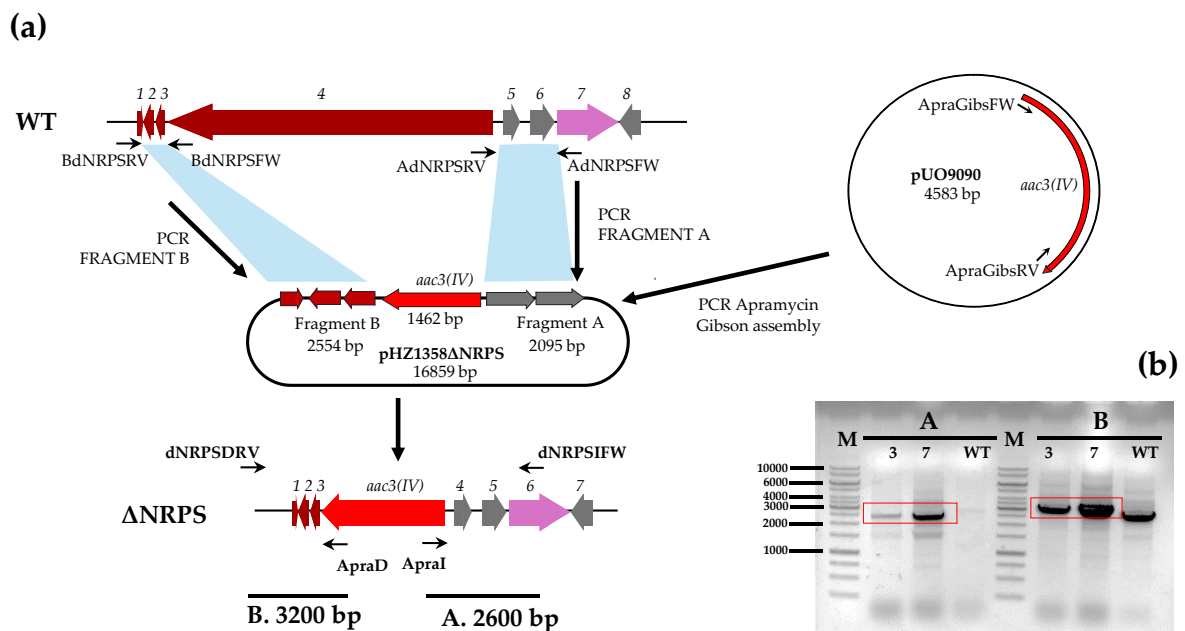 (a)
1 2 3 4 5 6 7 8
WT
BdNRPSRV BdNRPSFW AdNRPSRV AdNRPSFW
PCR
FRAGMENT B
PCR
FRAGMENT A
ApraGibsFW
pUO9090
4583 bp
aac3(IV)
ApraGibsRV
PCR Apramycin
Gibson assembly
aac3(IV)
Fragment B
2554 bp
1462 bp
Fragment A
2095 bp
pHZ1358ΔNRPS
16859 bp
dNRPSDRV dNRPSIFW
1 2 3 aac3(IV) 4 5 6 7
ΔNRPS
ApraD ApraI
B. 3200 bp A. 2600 bp
(b)
M A M B
3 7 WT 3 7 WT
10000
6000
4000
3000
2000
1000